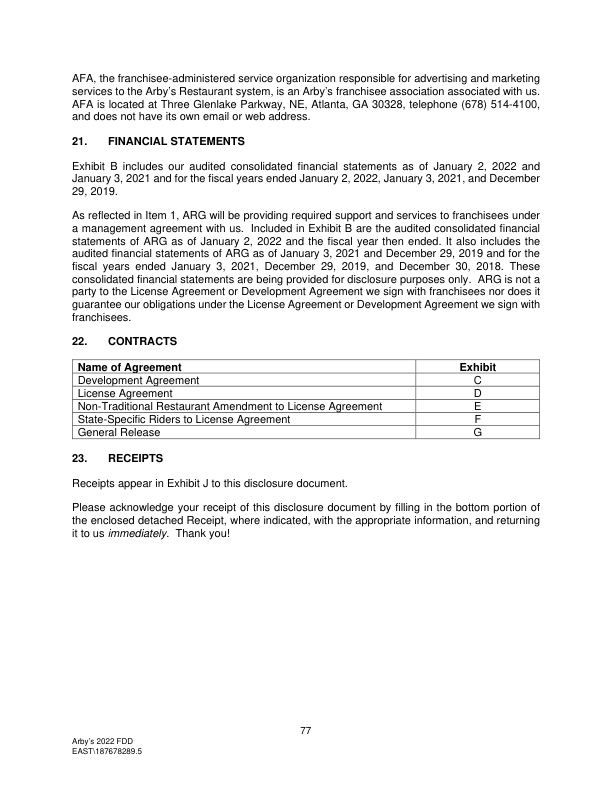 AFA, the franchisee-administered service organization responsible for advertising and marketing
services to the Arby's Restaurant system, is an Arby's franchisee association associated with us.
AFA is located at Three Glenlake Parkway, NE, Atlanta, GA 30328, telephone (678) 514-4100,
and does not have its own email or web address.
21. FINANCIAL STATEMENTS
Exhibit B includes our audited consolidated financial statements as of January 2, 2022 and
January 3, 2021 and for the fiscal years ended January 2, 2022, January 3, 2021, and December
29, 2019.
As reflected in Item 1, ARG will be providing required support and services to franchisees under
a management agreement with us. Included in Exhibit B are the audited consolidated financial
statements of ARG as of January 2, 2022 and the fiscal year then ended. It also includes the
audited financial statements of ARG as of January 3, 2021 and December 29, 2019 and for the
fiscal years ended January 3, 2021, December 29, 2019, and December 30, 2018. These
consolidated financial statements are being provided for disclosure purposes only. ARG is not a
party to the License Agreement or Development Agreement we sign with franchisees nor does it
guarantee our obligations under the License Agreement or Development Agreement we sign with
franchisees.
22. CONTRACTS
Name of Agreement Exhibit
Development Agreement C
License Agreement D
Non-Traditional Restaurant Amendment to License Agreement E
State-Specific Riders to License Agreement F
General Release G
23. RECEIPTS
Receipts appear in Exhibit J to this disclosure document.
Please acknowledge your receipt of this disclosure document by filling in the bottom portion of
the enclosed detached Receipt, where indicated, with the appropriate information, and returning
it to us immediately. Thank you!
77
Arby's 2022 FDD
EAST\187678289.5